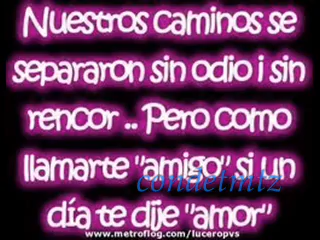 Nuestros caminos se
separaron sin odio i sin
rencor .. Pero como
llamarte "amigo" si un
condetmtz
día te dije "amor"
www.metroflog.com/luceropvs